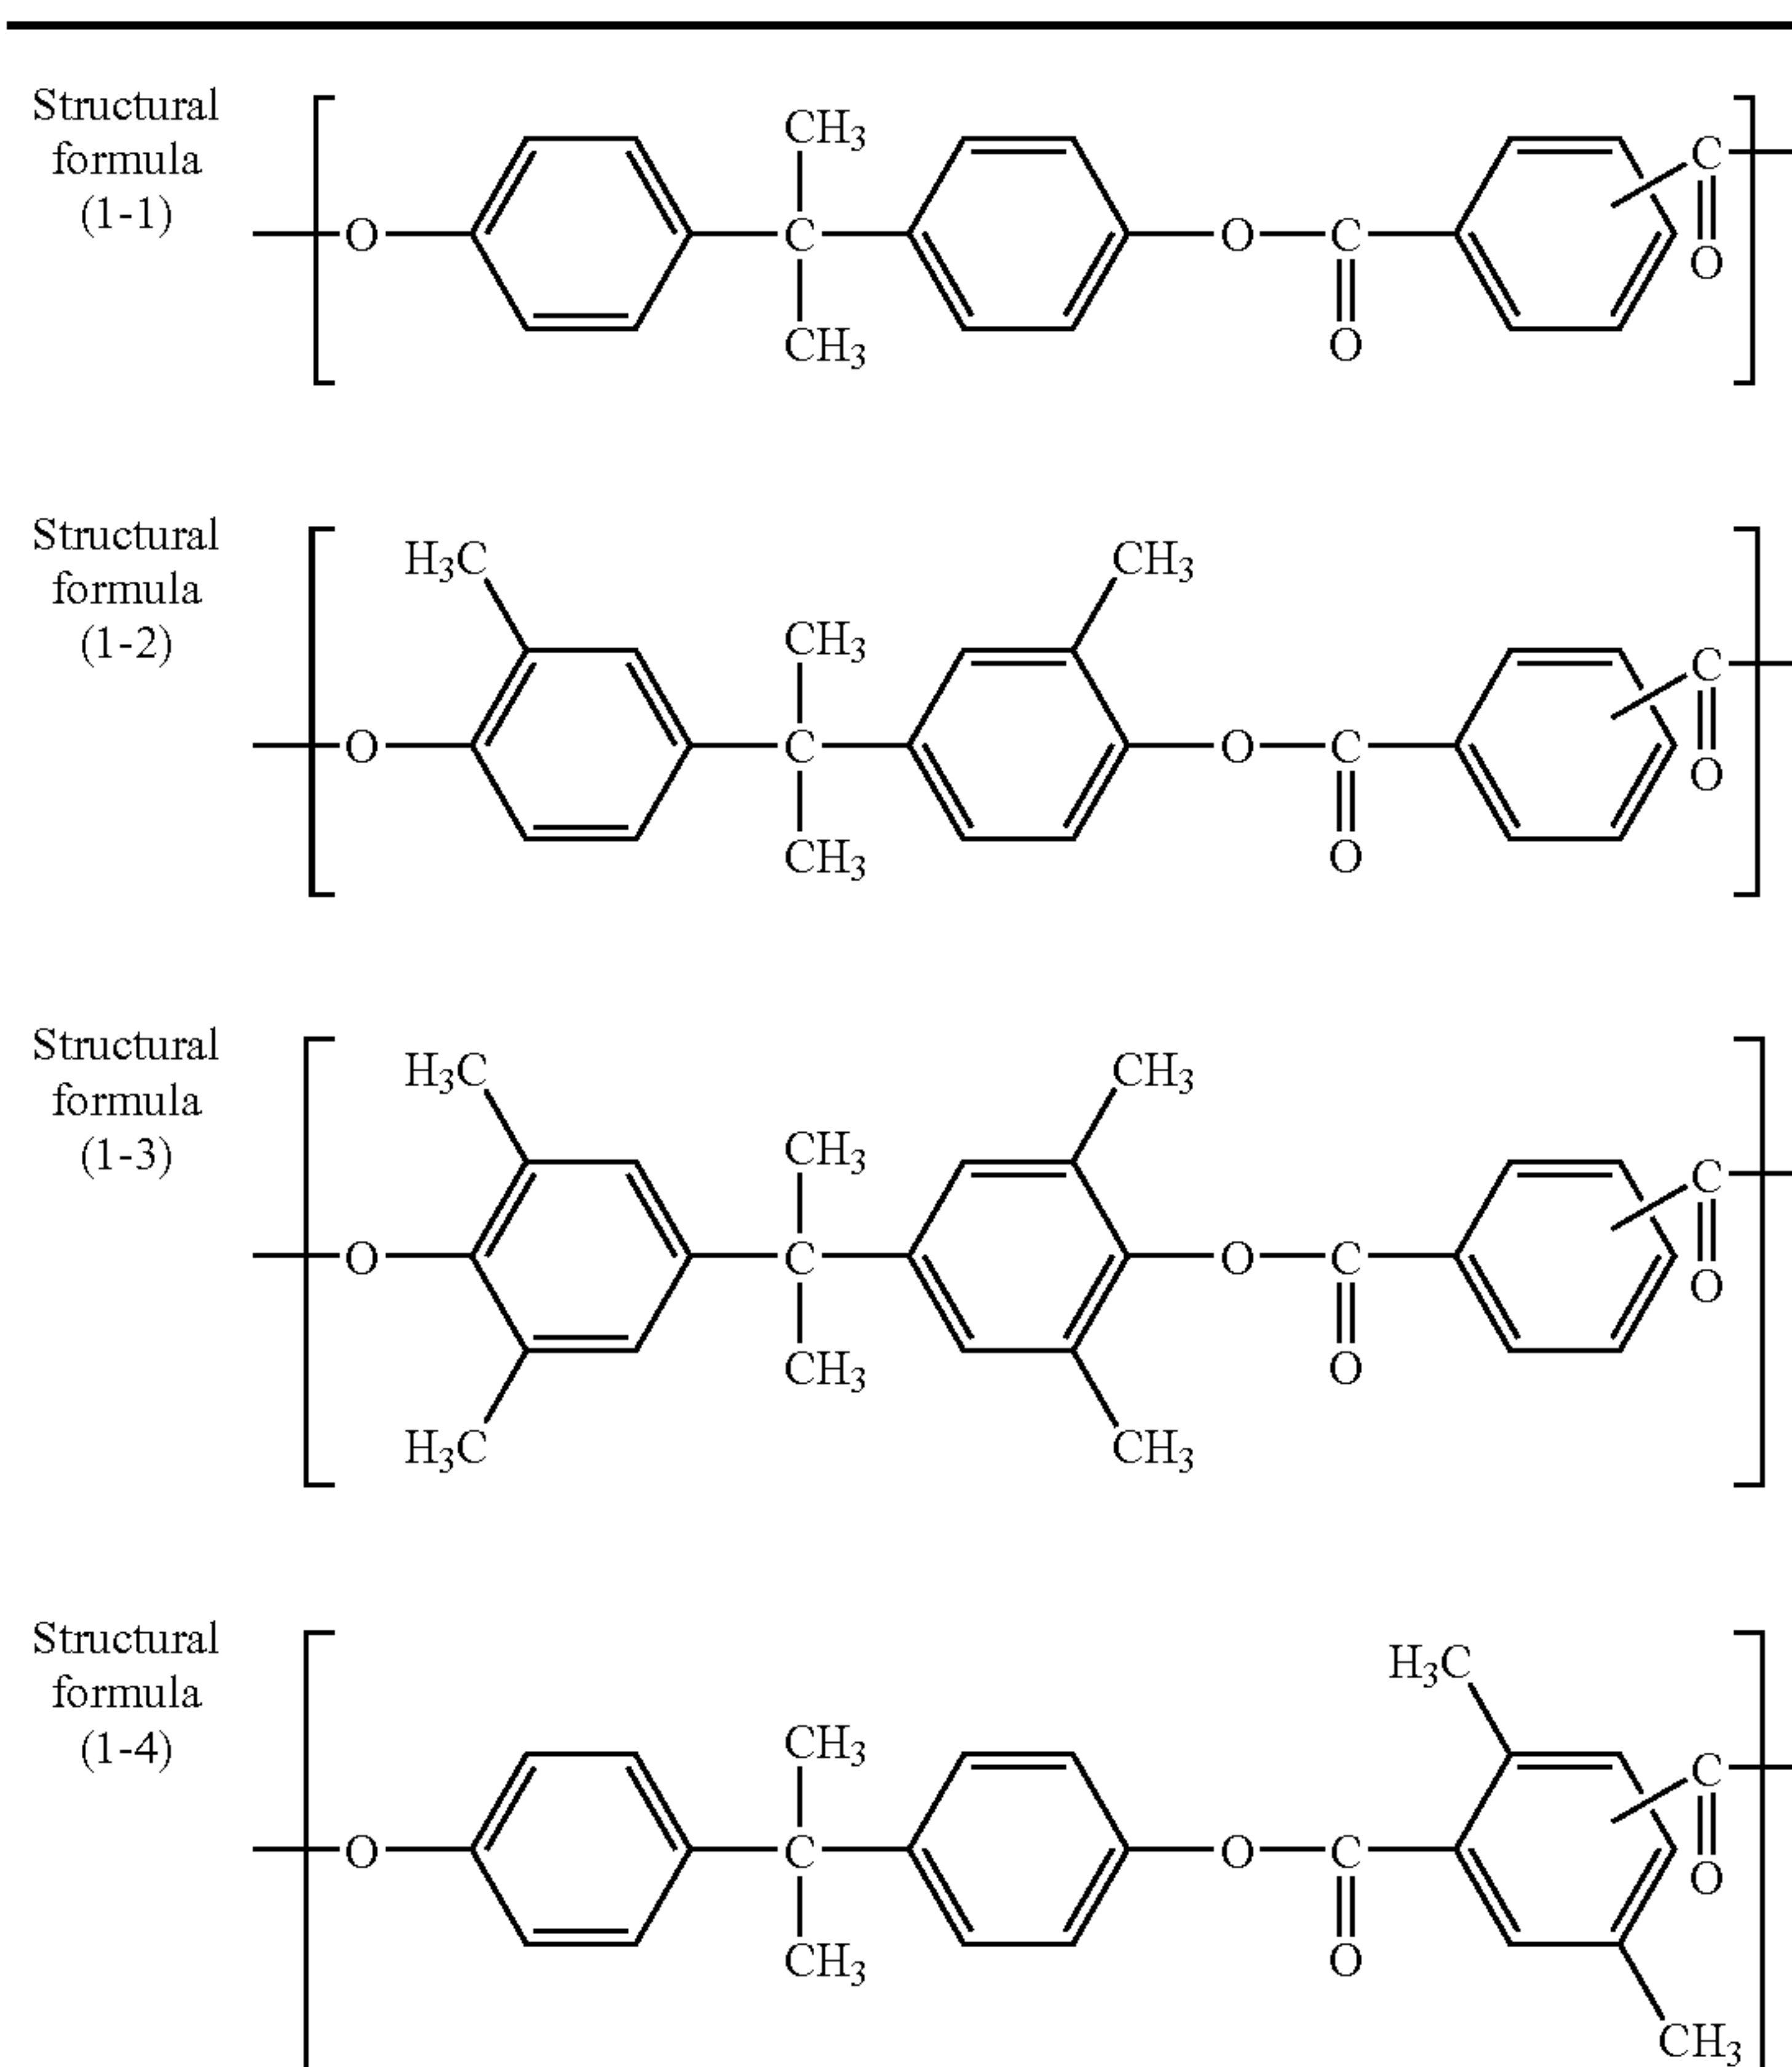 Structural
formula
(1-1)
CH₃
O C O C C
O O
CH₃
Structural
formula
(1-2)
H₃C CH₃
CH₃
O C O C C
O O
CH₃
Structural
formula
(1-3)
H₃C CH₃
CH₃
O C O C C
O O
CH₃
H₃C CH₃
Structural
formula
(1-4)
H₃C
CH₃
O C O C C
O O
CH₃
CH₃